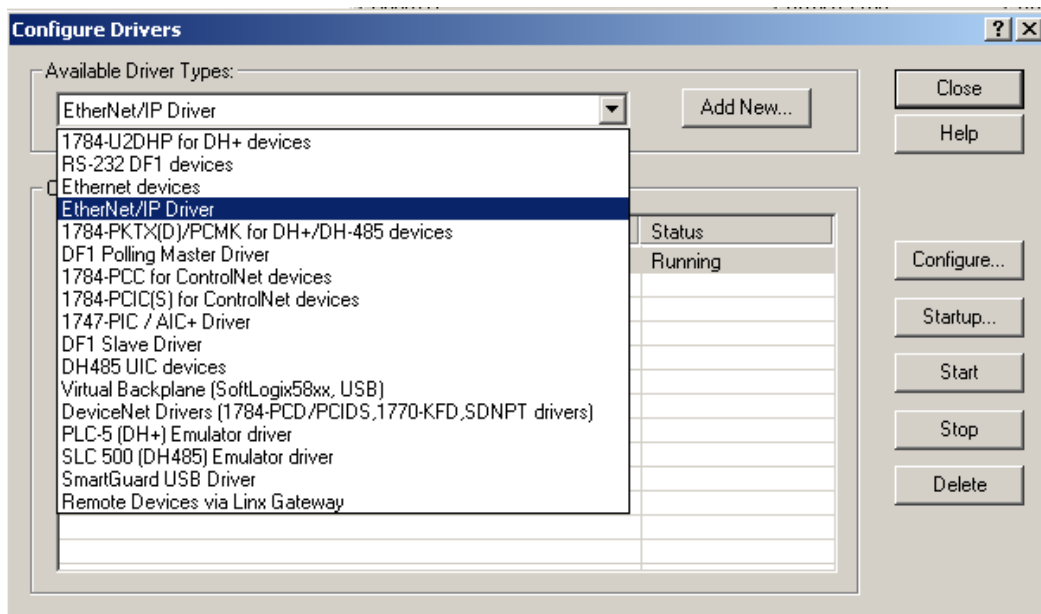 Configure Drivers
Available Driver Types:
EtherNet/IP Driver
Add New...
Close
Help
1784-U2DHP for DH+ devices
RS-232 DF1 devices
Ethernet devices
EtherNet/IP Driver
1784-PKTX(D)/PCMK for DH+/DH-485 devices
DF1 Polling Master Driver
1784-PCC for ControlNet devices
1784-PCIC(S) for ControlNet devices
1747-PIC / AIC+ Driver
DF1 Slave Driver
DH485 UIC devices
Virtual Backplane (SoftLogix58xx, USB)
DeviceNet Drivers (1784-PCD/PCIDS,1770-KFD,SDNPT drivers)
PLC-5 (DH+) Emulator driver
SLC 500 (DH485) Emulator driver
SmartGuard USB Driver
Remote Devices via Linx Gateway
Status
Running
Configure...
Startup...
Start
Stop
Delete